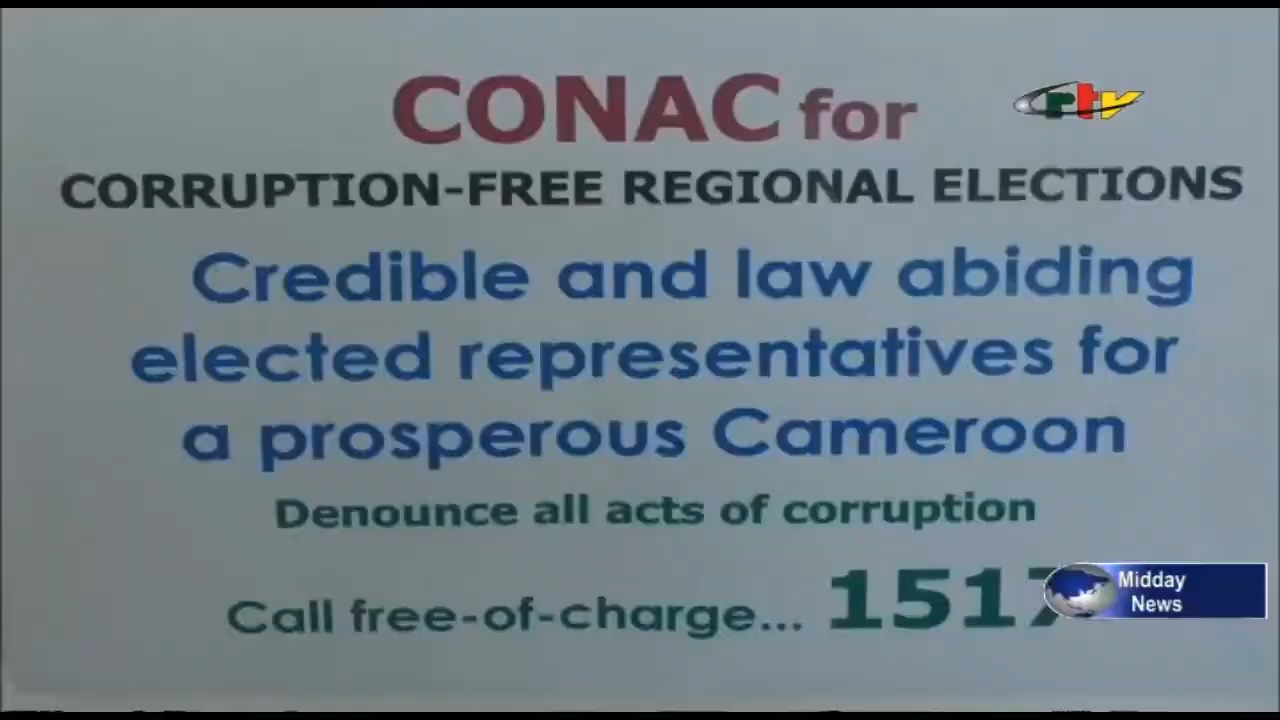 CONAC for
crtv
CORRUPTION-FREE REGIONAL ELECTIONS
Credible and law abiding
elected representatives for
a prosperous Cameroon
Denounce all acts of corruption
Call free-of-charge... 1517
Midday
News